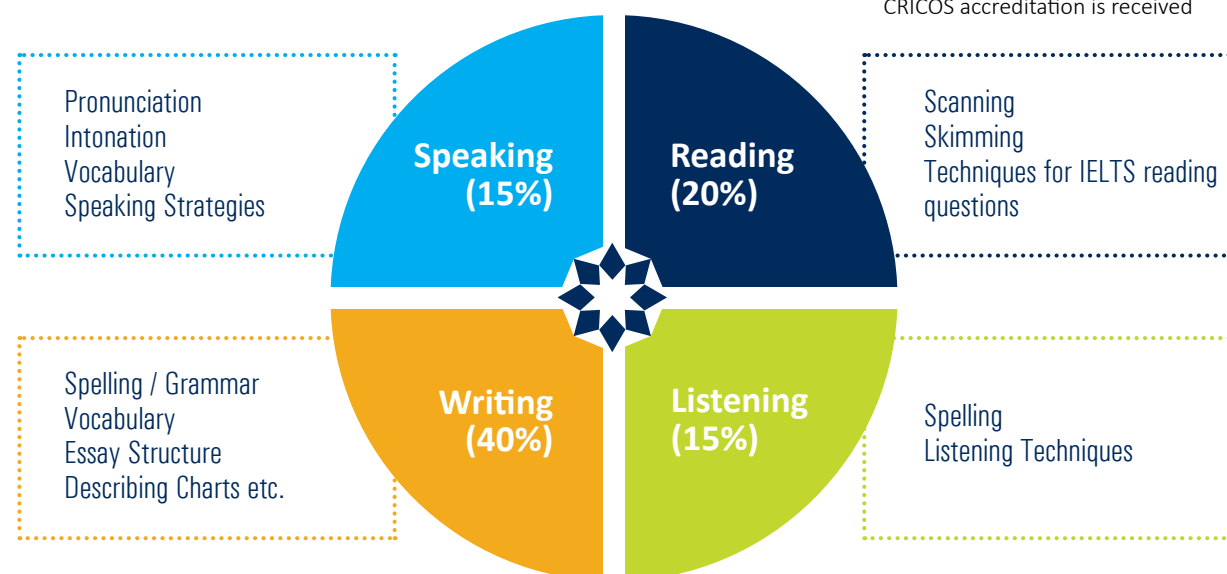 CRICOS accreditation is received
Pronunciation
Intonation
Vocabulary
Speaking Strategies
Speaking
(15%)
Reading
(20%)
Scanning
Skimming
Techniques for IELTS reading
questions
Spelling / Grammar
Vocabulary
Essay Structure
Describing Charts etc.
Writing
(40%)
Listening
(15%)
Spelling
Listening Techniques